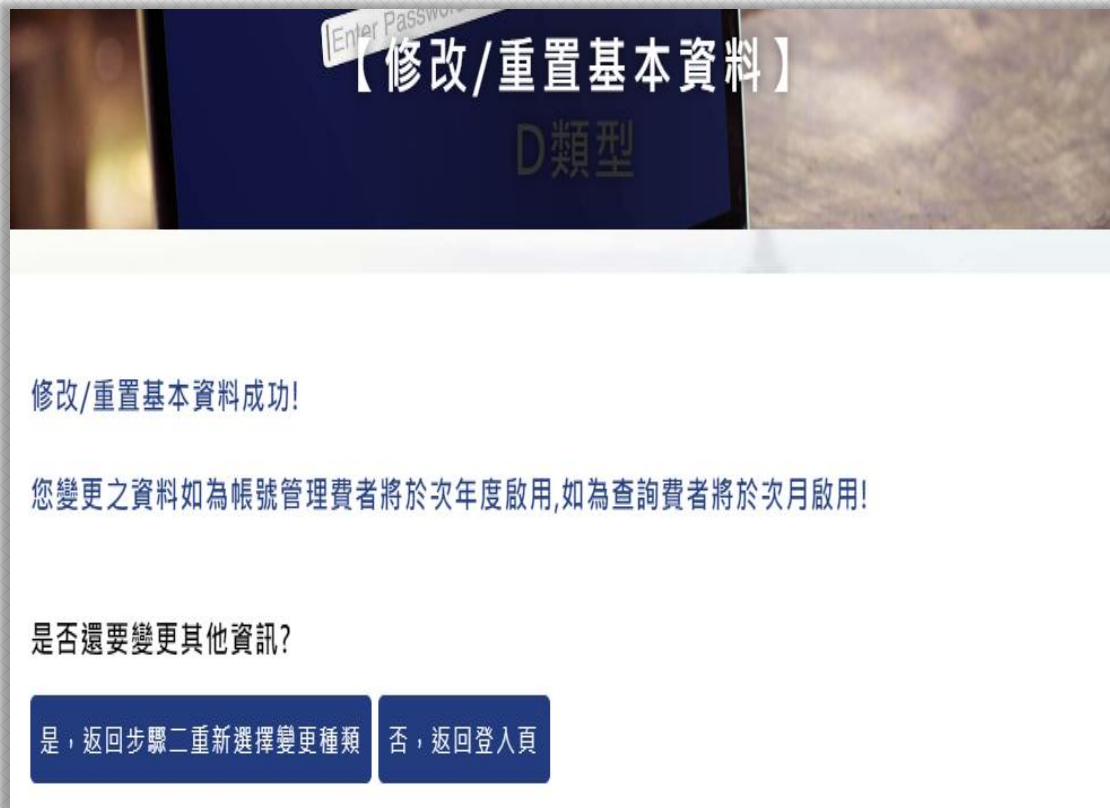 Enter Password
【修改/重置基本資料】
D類型
修改/重置基本資料成功!
您變更之資料如為帳號管理費者將於次年度啟用,如為查詢費者將於次月啟用!
是否還要變更其他資訊?
是，返回步驟二重新選擇變更種類
否，返回登入頁